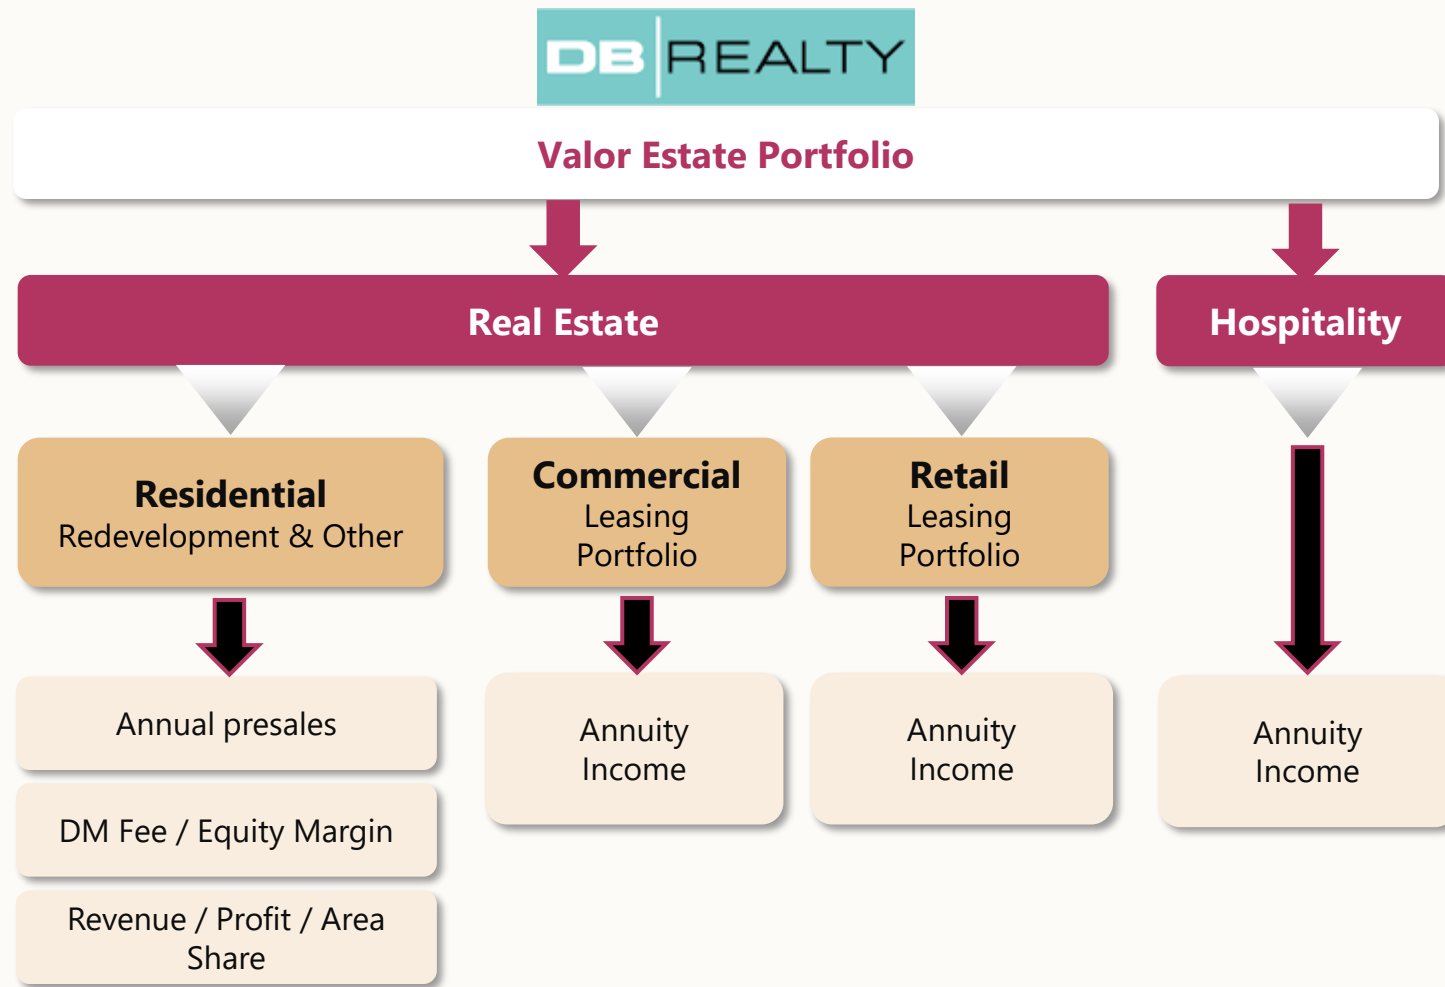 DB REALTY
Valor Estate Portfolio
Real Estate
Hospitality
Residential
Redevelopment & Other
Commercial
Leasing
Portfolio
Retail
Leasing
Portfolio
Annual presales
DM Fee / Equity Margin
Revenue / Profit / Area
Share
Annuity
Income
Annuity
Income
Annuity
Income